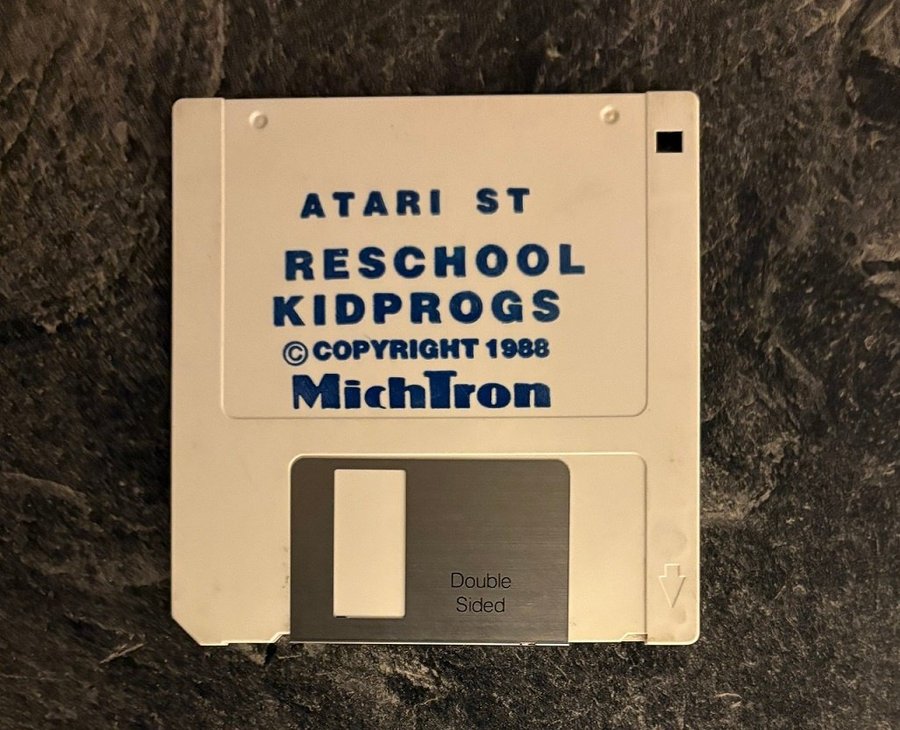 ATARI ST
RESCHOOL
KIDPROGS
© COPYRIGHT 1988
MichTron
Double
Sided